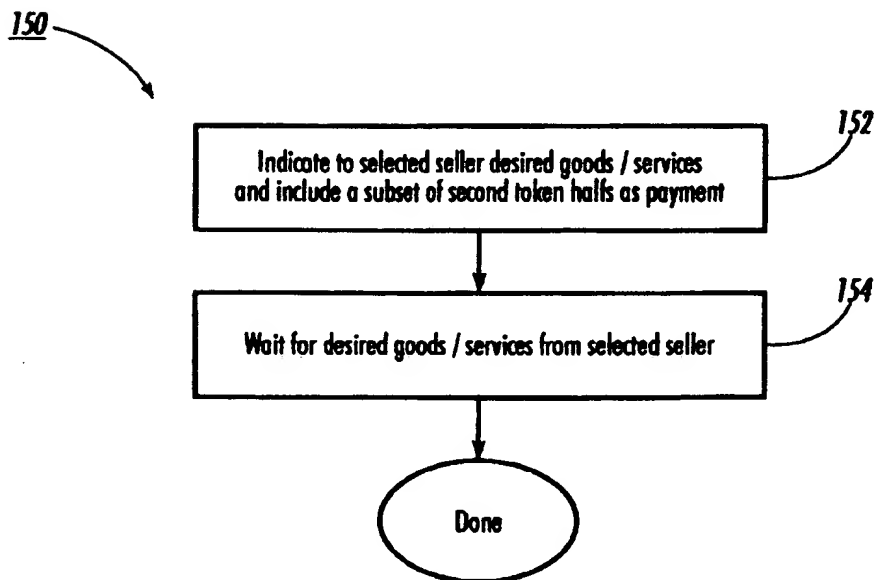 150
152
Indicate to selected seller desired goods / services
and include a subset of second token halfs as payment
154
Wait for desired goods / services from selected seller
Done